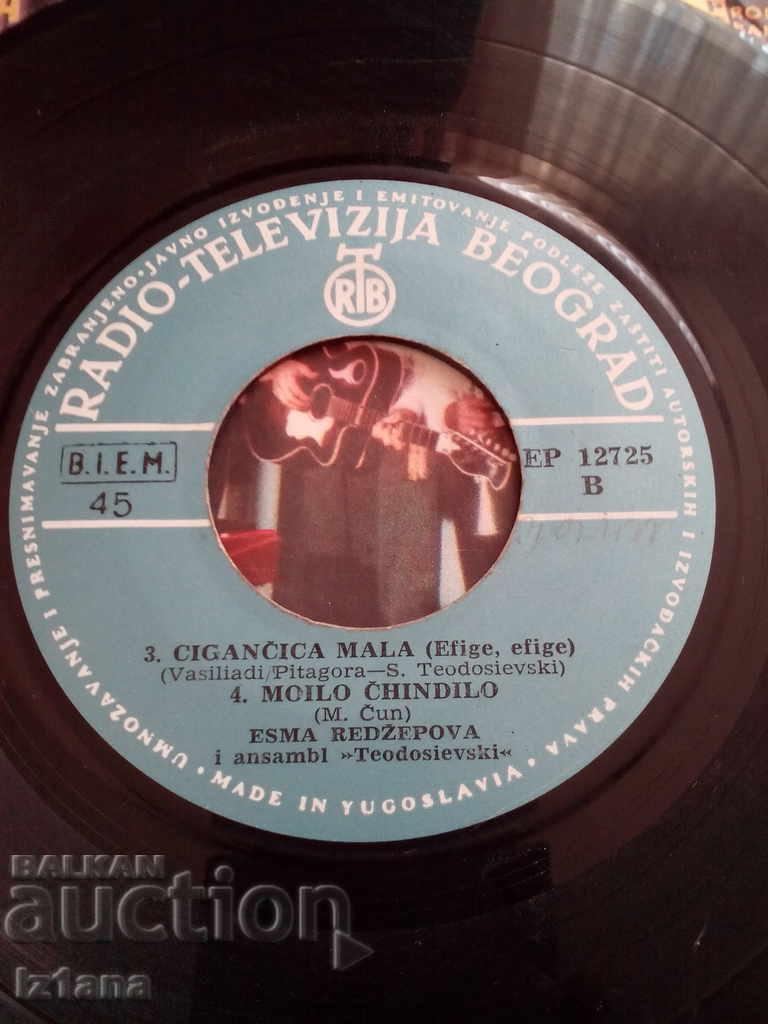 UMNOŽAVANJE I PRESNIMAVANJE ZABRANJENO • JAVNO IZVOĐENJE I EMITOVANJE PODLEŽE ZAŠTITI AUTORSKIH I IZVOĐAČKIH PRAVA •
RADIO-TELEVIZIJA BEOGRAD
RTB
B.I.E.M.
45
EP 12725
B
3. CIGANČICA MALA (Efige, efige)
(Vasiliadi/Pitagora—S. Teodosievski)
4. MOILO ČHINDILO
(M. Čun)
ESMA REDŽEPOVA
i ansambl »Teodosievski«
MADE IN YUGOSLAVIA
BALKAN
auction
iz1ana